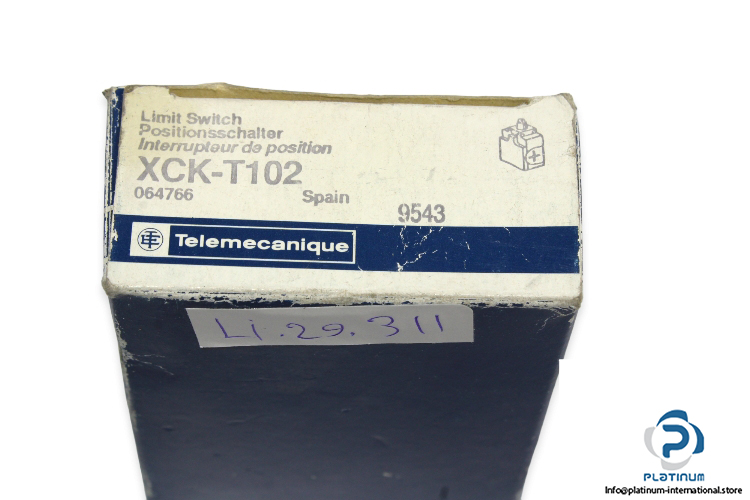 Limit Switch
Positionsschalter
Interrupteur de position
XCK-T102
064766 Spain 9543
Telemecanique
Li.29.311
PLATINUM
Info@platinum-international.store